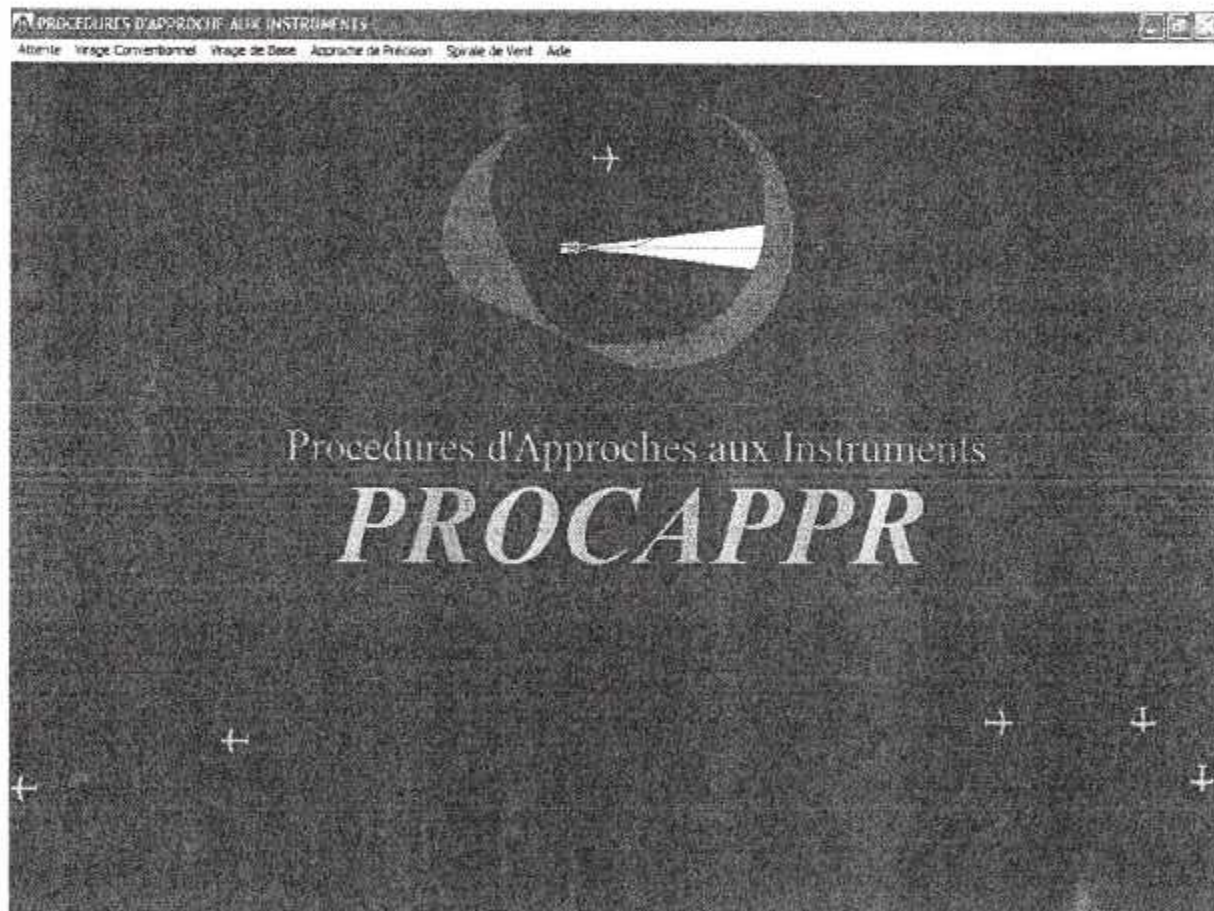 PROCEDURES D'APPROCHE AUX INSTRUMENTS
Attente Virage Conventionnel Virage de Base Approche de Précision Spirale de Vent Aide
Procedures d'Approches aux Instruments
PROCAPPR